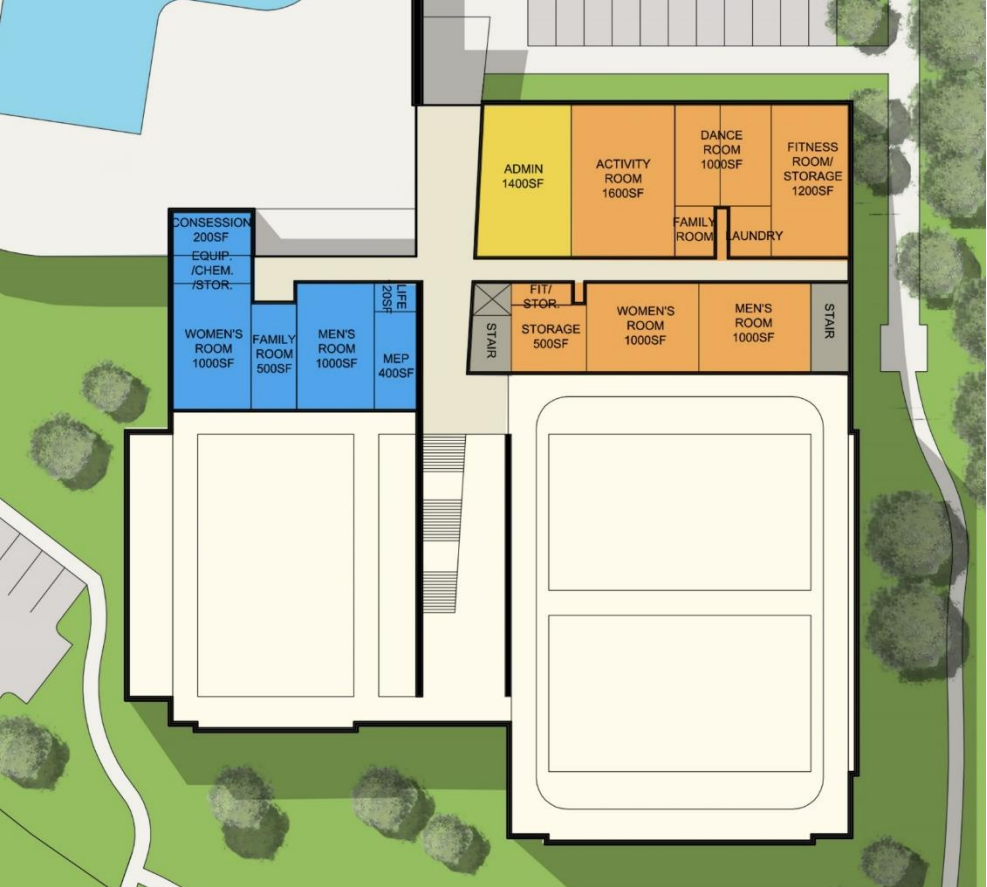 ADMIN
1400SF
ACTIVITY
ROOM
1600SF
DANCE
ROOM
1000SF
FITNESS
ROOM/
STORAGE
1200SF
FAMILY
ROOM
LAUNDRY
CONSESSION
200SF
EQUIP.
/CHEM.
/STOR.
WOMEN'S
ROOM
1000SF
FAMILY
ROOM
500SF
MEN'S
ROOM
1000SF
LIFE
20SF
MEP
400SF
STAIR
FIT/
STOR.
STORAGE
500SF
WOMEN'S
ROOM
1000SF
MEN'S
ROOM
1000SF
STAIR